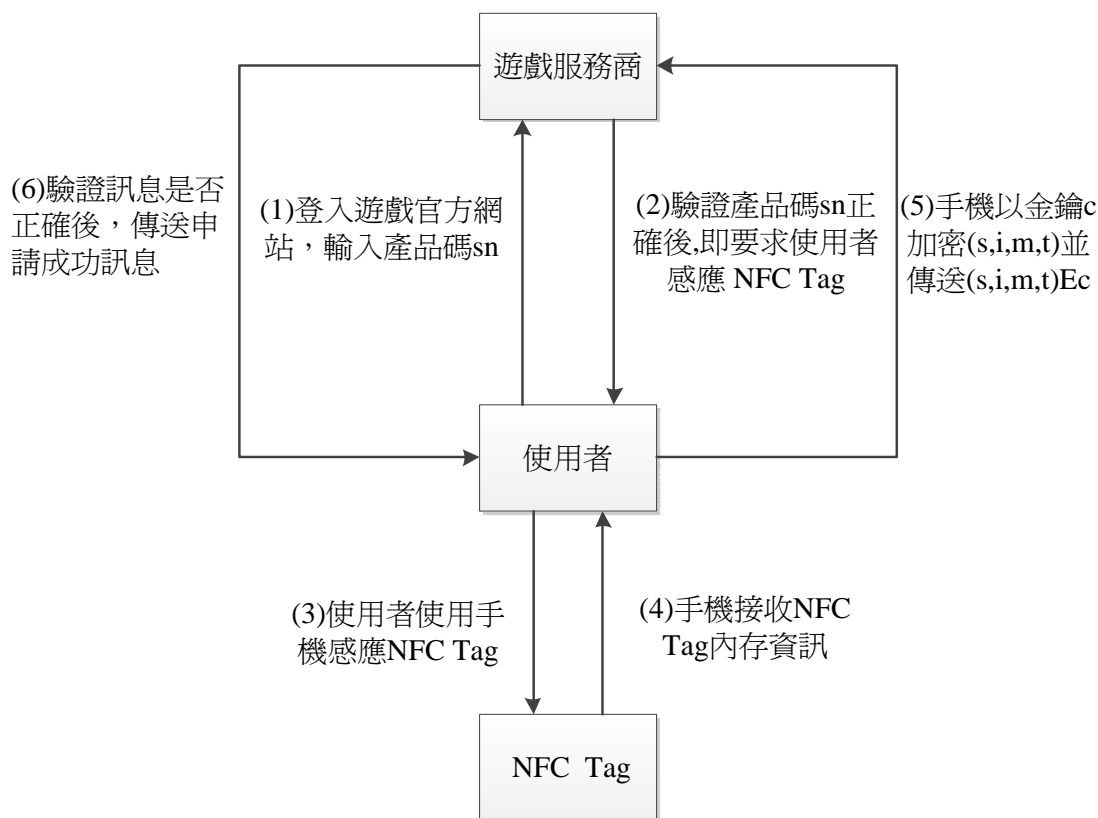 遊戲服務商
(6)驗證訊息是否
正確後，傳送申
請成功訊息
(1)登入遊戲官方網
站，輸入產品碼sn
(2)驗證產品碼sn正
確後,即要求使用者
感應 NFC Tag
(5)手機以金鑰c
加密(s,i,m,t)並
傳送(s,i,m,t)Ec
使用者
(3)使用者使用手
機感應NFC Tag
(4)手機接收NFC
Tag內存資訊
NFC Tag